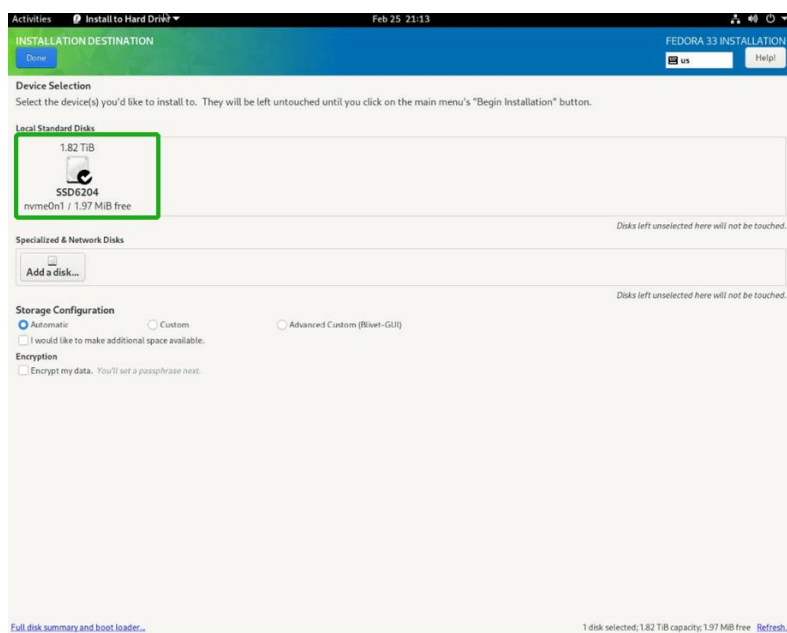 Activities Install to Hard Drive Feb 25 21:13
INSTALLATION DESTINATION FEDORA 33 INSTALLATION
Done us Help!
Device Selection
Select the device(s) you'd like to install to. They will be left untouched until you click on the main menu's "Begin Installation" button.
Local Standard Disks
1.82 TiB
SSD6204
nvme0n1 / 1.97 MiB free
Disks left unselected here will not be touched.
Specialized & Network Disks
Add a disk...
Disks left unselected here will not be touched.
Storage Configuration
Automatic Custom Advanced Custom (Blivet-GUI)
I would like to make additional space available.
Encryption
Encrypt my data. You'll set a passphrase next.
Full disk summary and boot loader... 1 disk selected; 1.82 TiB capacity; 1.97 MiB free Refresh.